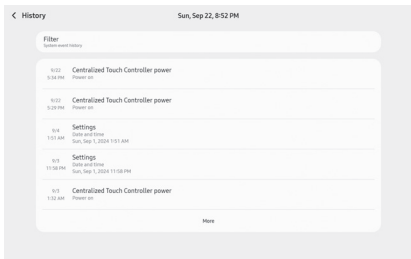 History
Sun, Sep 22, 8:52 PM
Filter
System event history
9/22 Centralized Touch Controller power
5:34 PM Power on
9/22 Centralized Touch Controller power
5:29 PM Power on
9/4 Settings
1:51 AM Date and time
Sun, Sep 1, 2024 1:51 AM
9/3 Settings
11:58 PM Date and time
Sun, Sep 1, 2024 11:58 PM
9/3 Centralized Touch Controller power
1:52 AM Power on
More